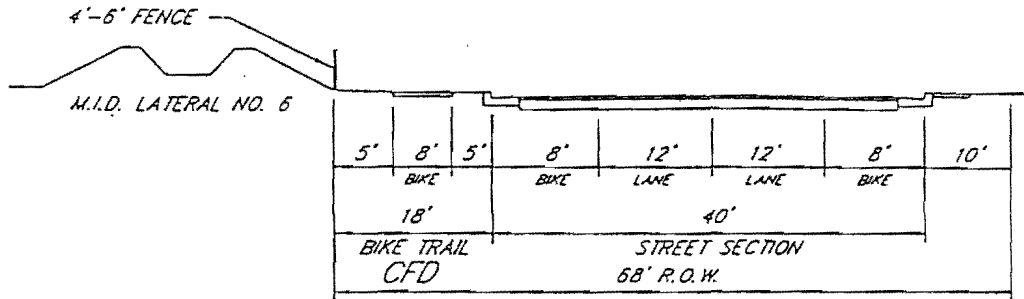 4'-6' FENCE
M.I.D. LATERAL NO. 6
5' 8' 5' 8' 12' 12' 8' 10'
BIKE BIKE LANE LANE BIKE
18' 40'
BIKE TRAIL STREET SECTION
CFD 68' R.O.W.